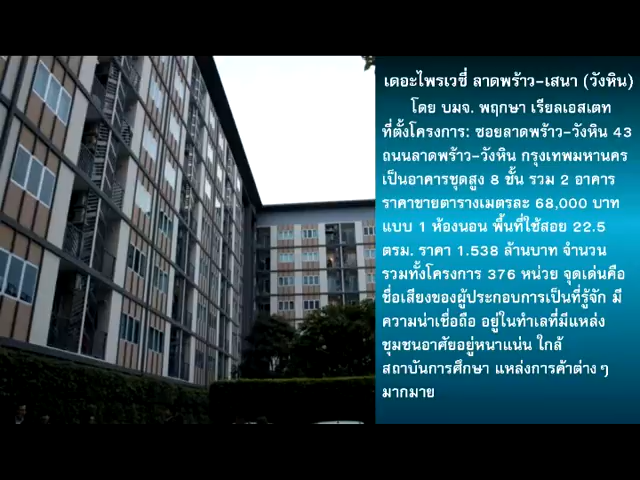 เดอะไพรเวซี่ ลาดพร้าว-เสนา (วังหิน)
โดย บมจ. พฤกษา เรียลเอสเตท
ที่ตั้งโครงการ: ซอยลาดพร้าว-วังหิน 43
ถนนลาดพร้าว-วังหิน กรุงเทพมหานคร
เป็นอาคารชุดสูง 8 ชั้น รวม 2 อาคาร
ราคาขายตารางเมตรละ 68,000 บาท
แบบ 1 ห้องนอน พื้นที่ใช้สอย 22.5
ตรม. ราคา 1.538 ล้านบาท จำนวน
รวมทั้งโครงการ 376 หน่วย จุดเด่นคือ
ชื่อเสียงของผู้ประกอบการเป็นที่รู้จัก มี
ความน่าเชื่อถือ อยู่ในทำเลที่มีแหล่ง
ชุมชนอาศัยอยู่หนาแน่น ใกล้
สถาบันการศึกษา แหล่งการค้าต่างๆ
มากมาย